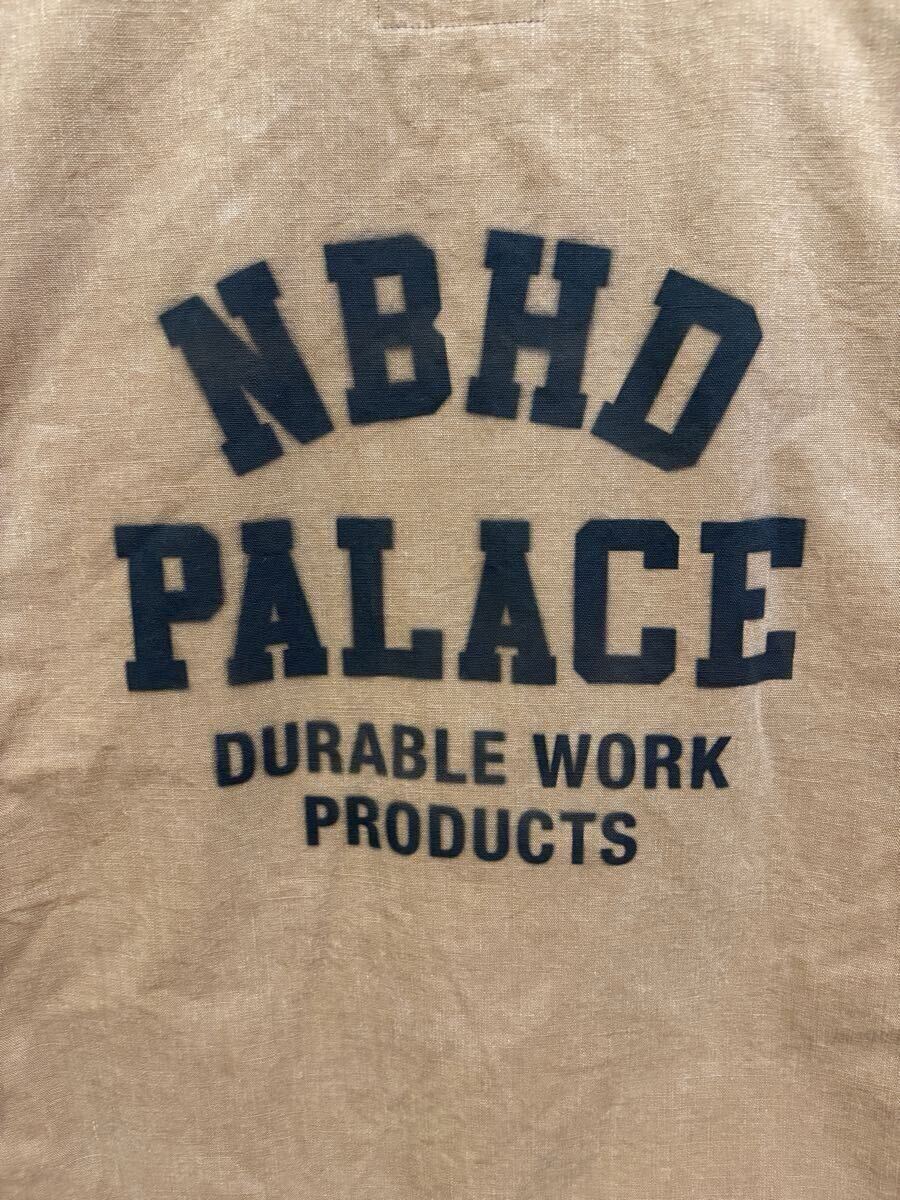 NBHD
PALACE
DURABLE WORK
PRODUCTS